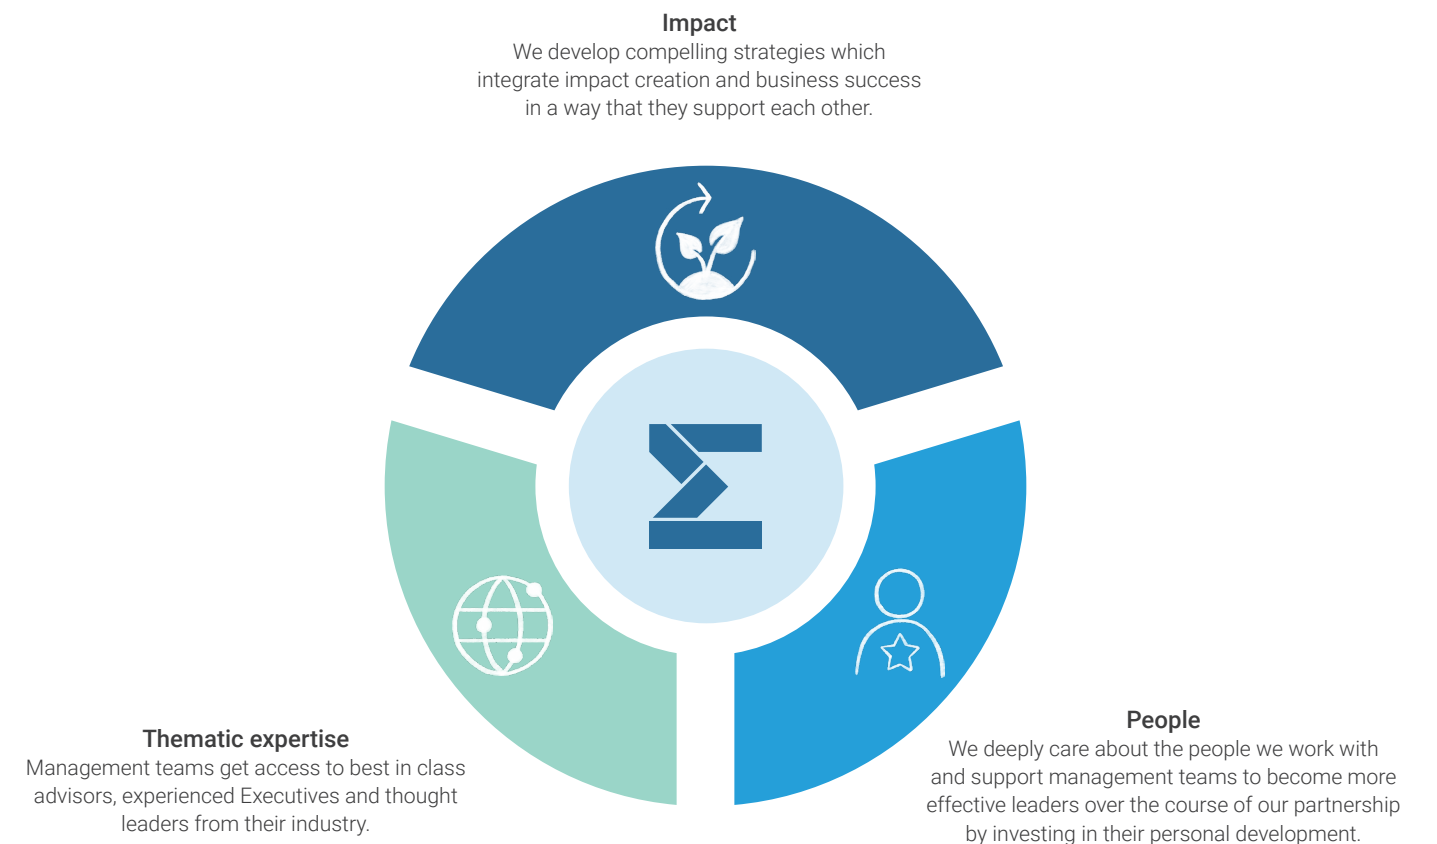 Impact
We develop compelling strategies which
integrate impact creation and business success
in a way that they support each other.
Thematic expertise
Management teams get access to best in class
advisors, experienced Executives and thought
leaders from their industry.
People
We deeply care about the people we work with
and support management teams to become more
effective leaders over the course of our partnership
by investing in their personal development.